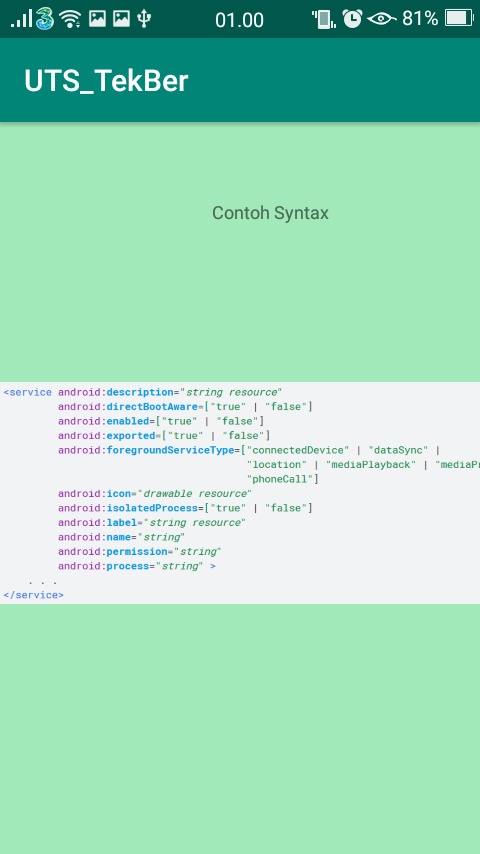 01.00
81%
UTS_TekBer
Contoh Syntax
<service android:description="string resource"
         android:directBootAware=["true" | "false"]
         android:enabled=["true" | "false"]
         android:exported=["true" | "false"]
         android:foregroundServiceType=["connectedDevice" | "dataSync" |
                                        "location" | "mediaPlayback" | "mediaPr
                                        "phoneCall"]
         android:icon="drawable resource"
         android:isolatedProcess=["true" | "false"]
         android:label="string resource"
         android:name="string"
         android:permission="string"
         android:process="string" >
    . . .
</service>